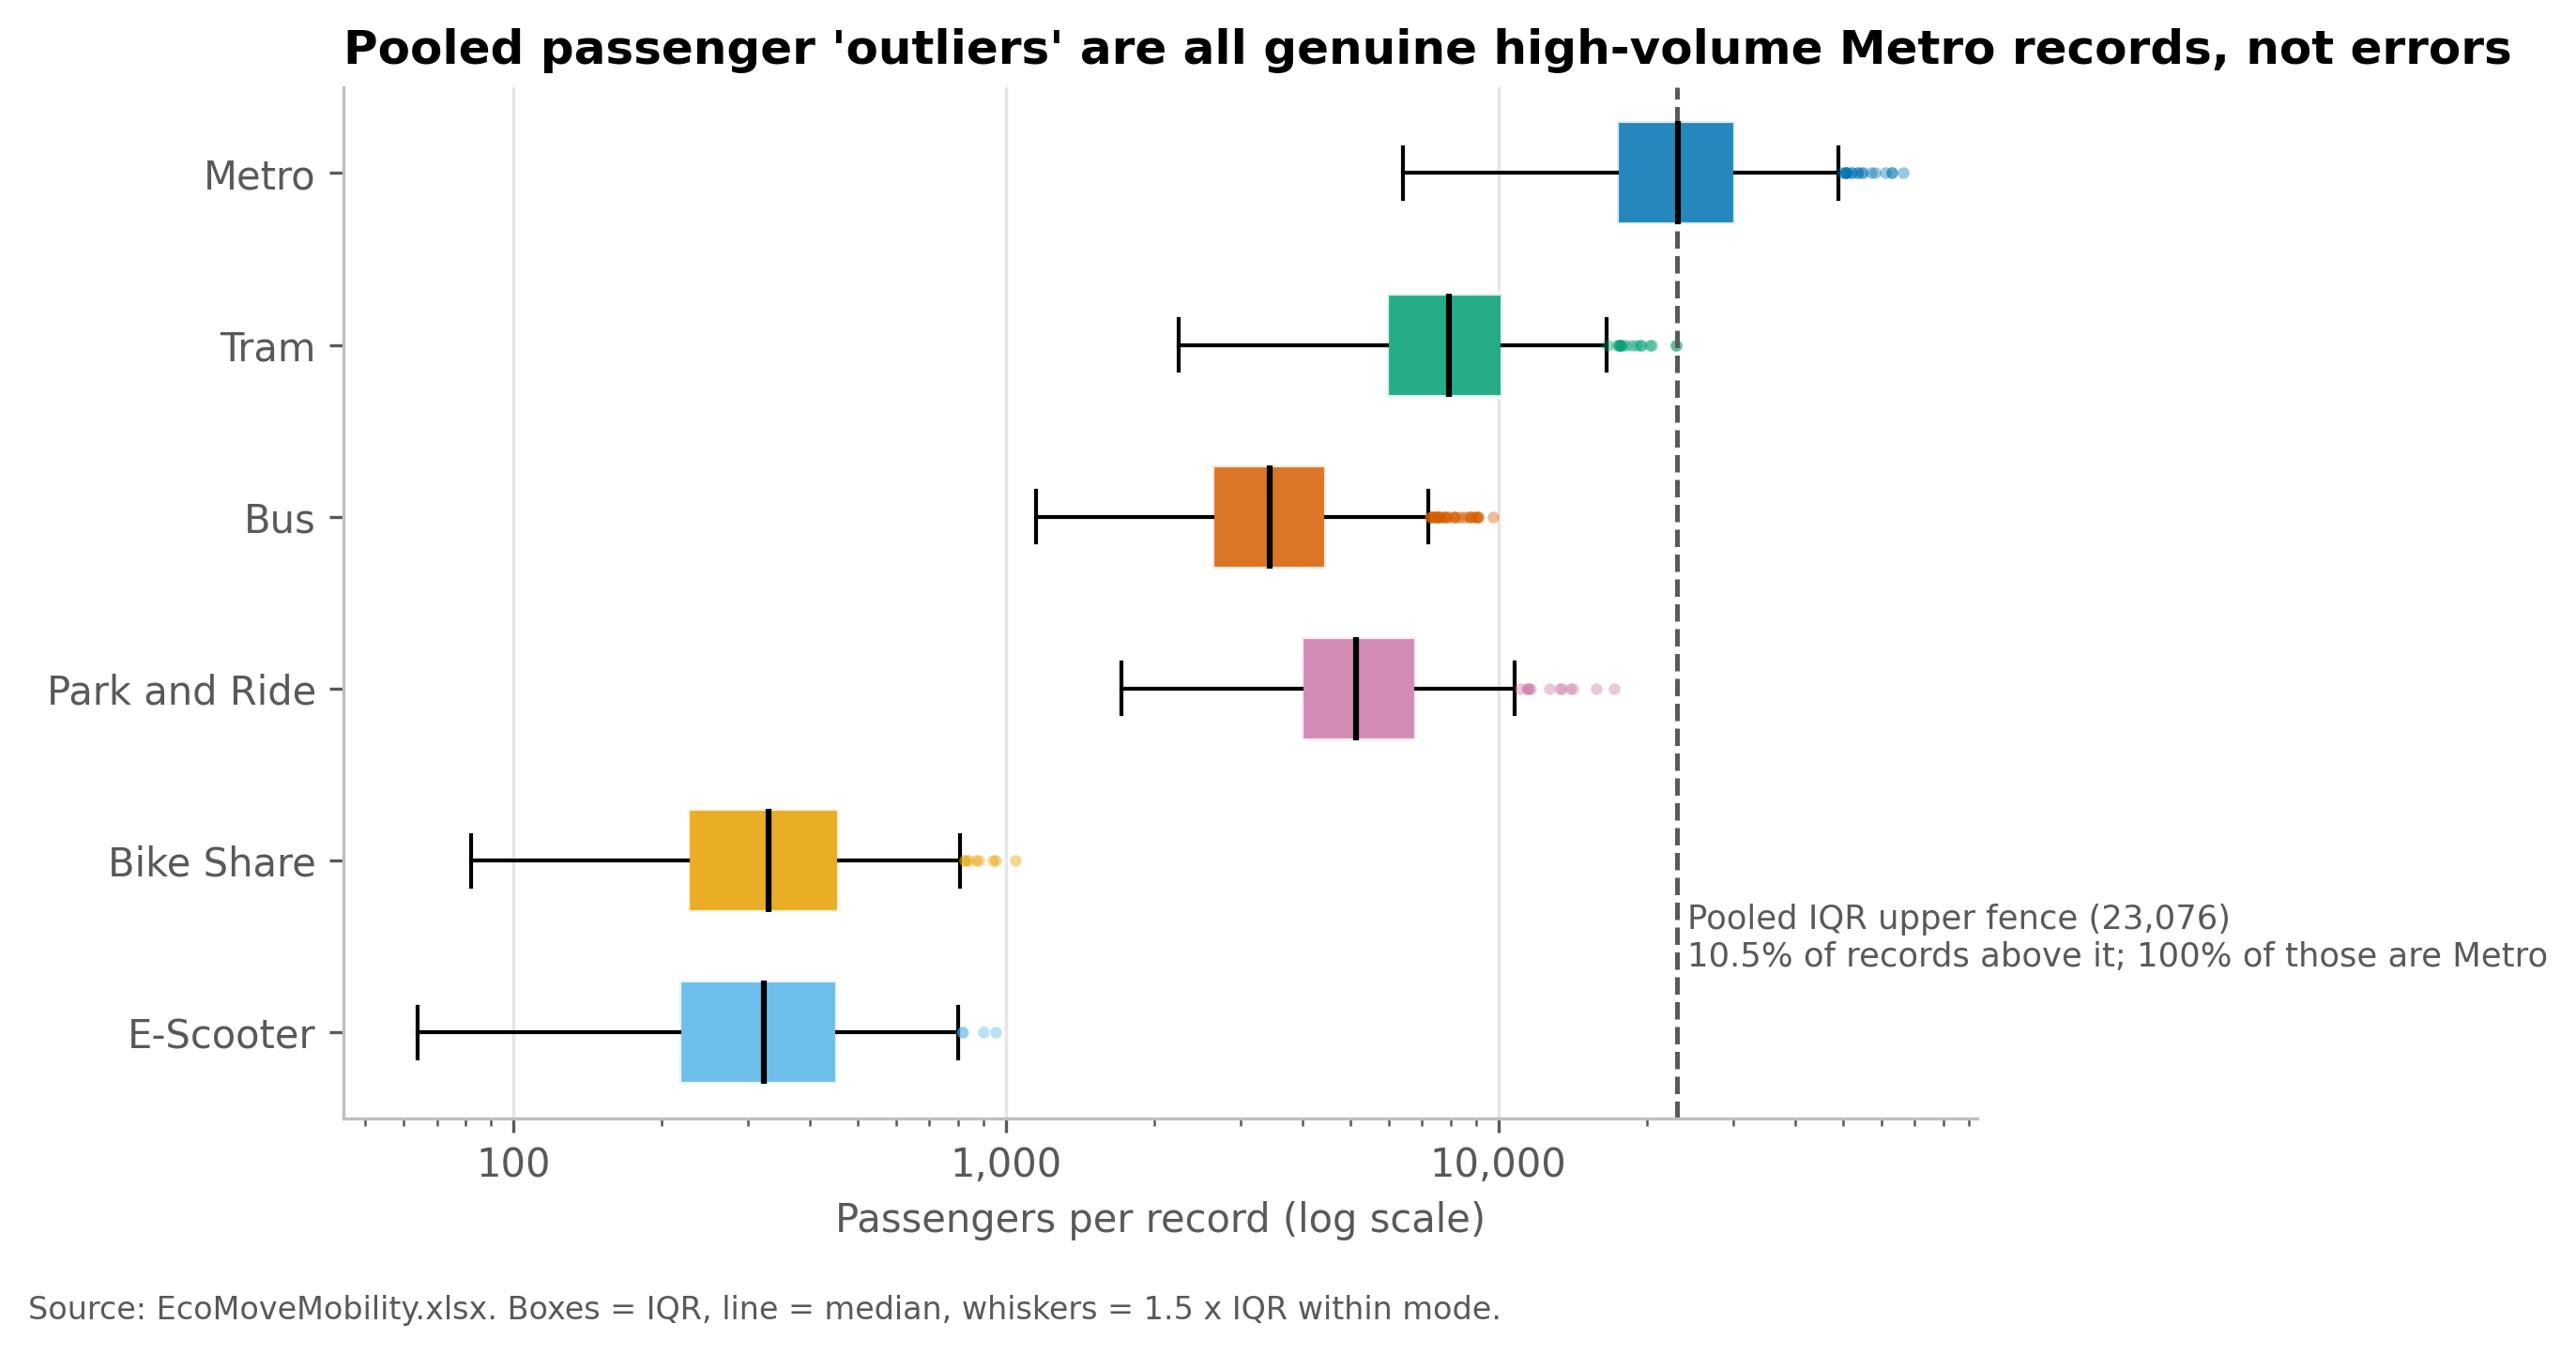 Pooled passenger 'outliers' are all genuine high-volume Metro records, not errors
Metro
Tram
Bus
Park and Ride
Bike Share
E-Scooter
Pooled IQR upper fence (23,076)
10.5% of records above it; 100% of those are Metro
100
1,000
10,000
Passengers per record (log scale)
Source: EcoMoveMobility.xlsx. Boxes = IQR, line = median, whiskers = 1.5 x IQR within mode.